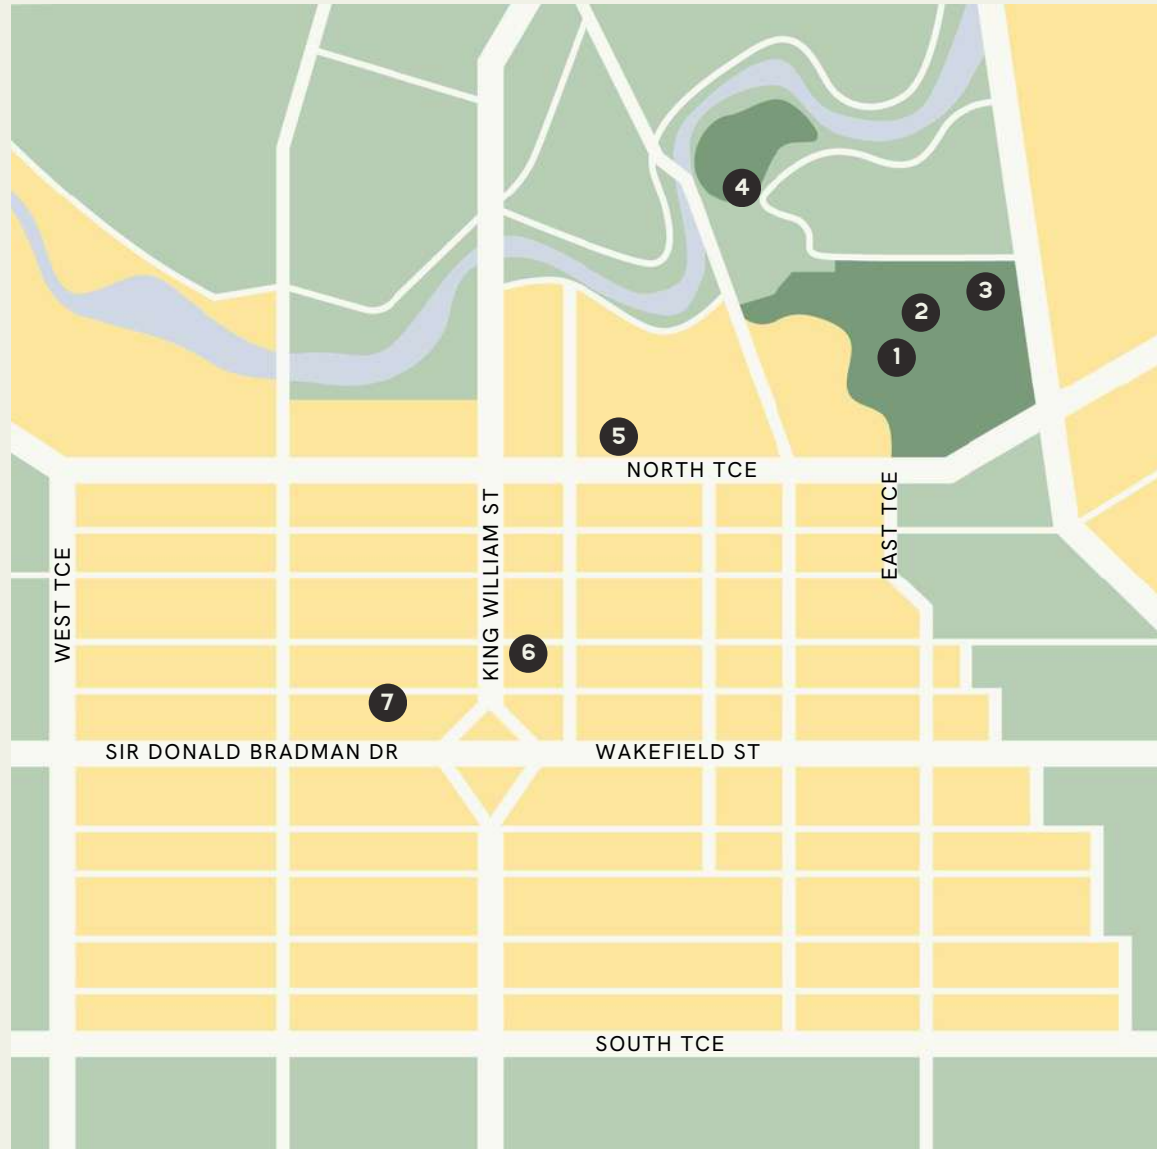 4
3
2
1
5
NORTH TCE
EAST TCE
KING WILLIAM ST
WEST TCE
6
7
SIR DONALD BRADMAN DR
WAKEFIELD ST
SOUTH TCE